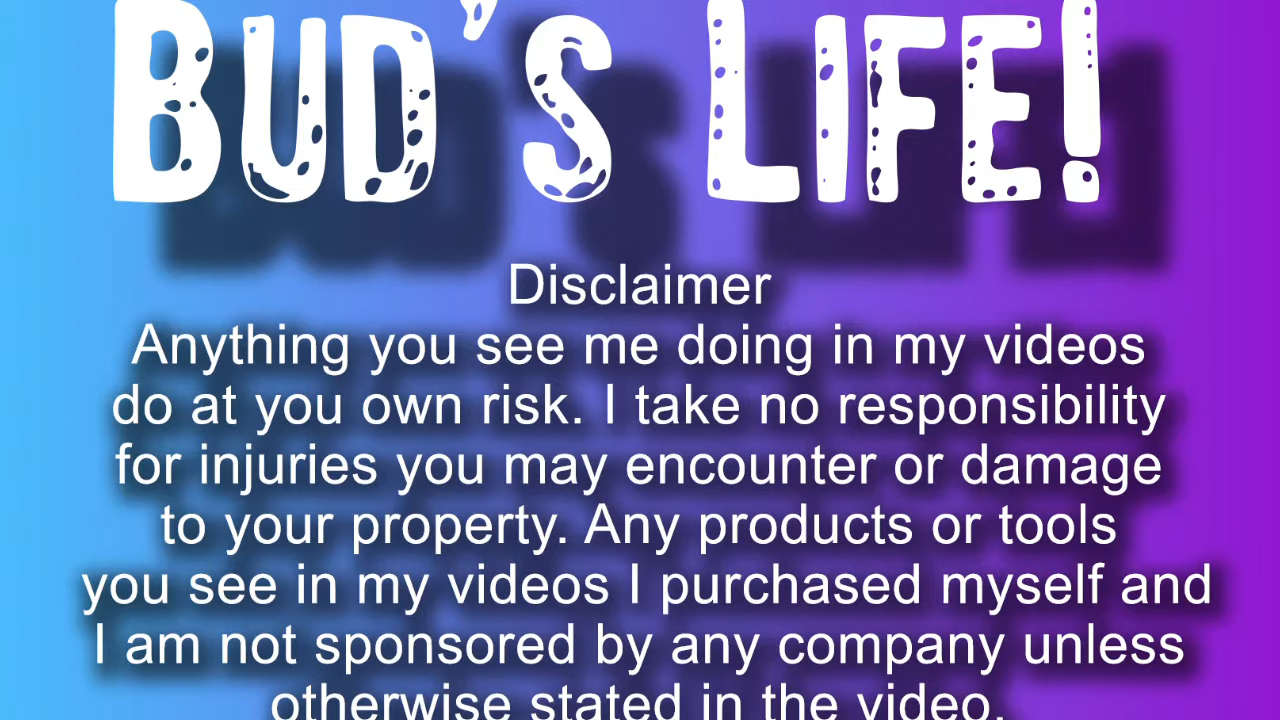 Bud's Life!
Disclaimer
Anything you see me doing in my videos
do at you own risk. I take no responsibility
for injuries you may encounter or damage
to your property. Any products or tools
you see in my videos I purchased myself and
I am not sponsored by any company unless
otherwise stated in the video.